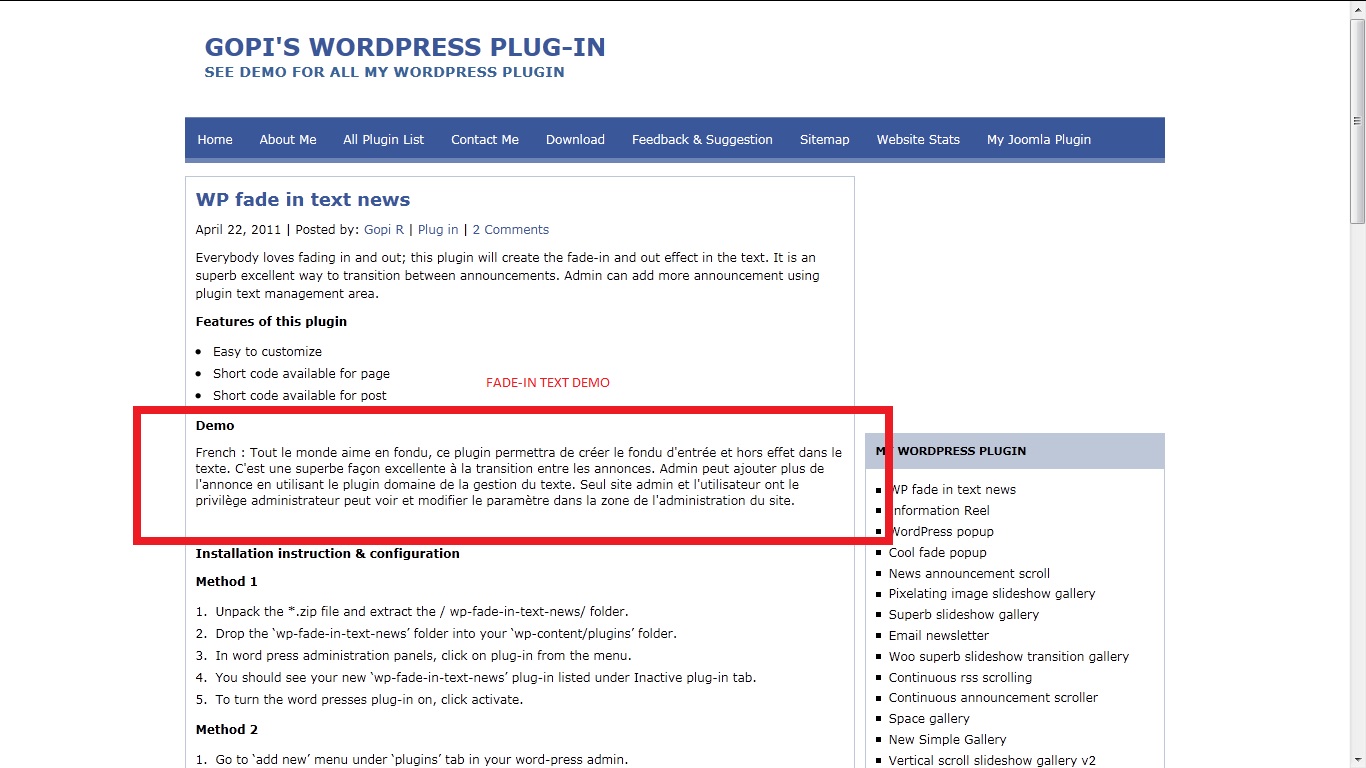 GOPI'S WORDPRESS PLUG-IN
SEE DEMO FOR ALL MY WORDPRESS PLUGIN
Home About Me All Plugin List Contact Me Download Feedback & Suggestion Sitemap Website Stats My Joomla Plugin
WP fade in text news
April 22, 2011 | Posted by: Gopi R | Plug in | 2 Comments
Everybody loves fading in and out; this plugin will create the fade-in and out effect in the text. It is an
superb excellent way to transition between announcements. Admin can add more announcement using
plugin text management area.
Features of this plugin
• Easy to customize
• Short code available for page
• Short code available for post
FADE-IN TEXT DEMO
Demo
French : Tout le monde aime en fondu, ce plugin permettra de créer le fondu d'entrée et hors effet dans le
texte. C'est une superbe façon excellente à la transition entre les annonces. Admin peut ajouter plus de
l'annonce en utilisant le plugin domaine de la gestion du texte. Seul site admin et l'utilisateur ont le
privilège administrateur peut voir et modifier le paramètre dans la zone de l'administration du site.
Installation instruction & configuration
Method 1
1. Unpack the *.zip file and extract the / wp-fade-in-text-news/ folder.
2. Drop the ‘wp-fade-in-text-news’ folder into your ‘wp-content/plugins’ folder.
3. In word press administration panels, click on plug-in from the menu.
4. You should see your new ‘wp-fade-in-text-news’ plug-in listed under Inactive plug-in tab.
5. To turn the word presses plug-in on, click activate.
Method 2
1. Go to ‘add new’ menu under ‘plugins’ tab in your word-press admin.
MY WORDPRESS PLUGIN
WP fade in text news
Information Reel
WordPress popup
Cool fade popup
News announcement scroll
Pixelating image slideshow gallery
Superb slideshow gallery
Email newsletter
Woo superb slideshow transition gallery
Continuous rss scrolling
Continuous announcement scroller
Space gallery
New Simple Gallery
Vertical scroll slideshow gallery v2